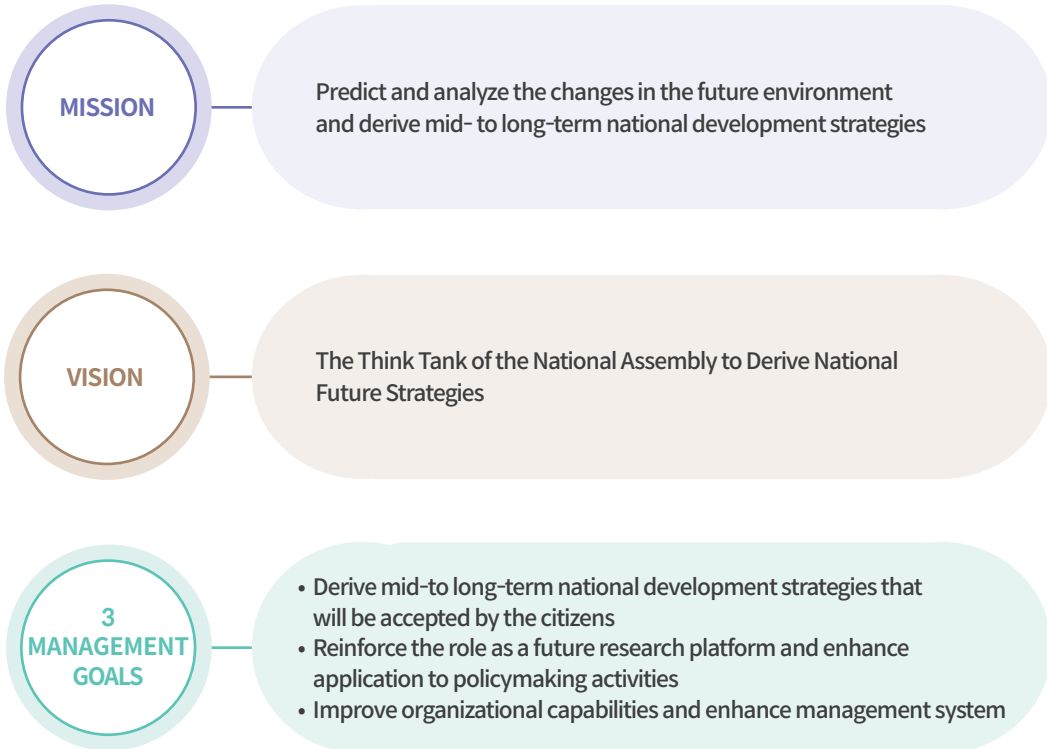 MISSION
Predict and analyze the changes in the future environment
and derive mid- to long-term national development strategies
VISION
The Think Tank of the National Assembly to Derive National
Future Strategies
3
MANAGEMENT
GOALS
• Derive mid-to long-term national development strategies that
will be accepted by the citizens
• Reinforce the role as a future research platform and enhance
application to policymaking activities
• Improve organizational capabilities and enhance management system